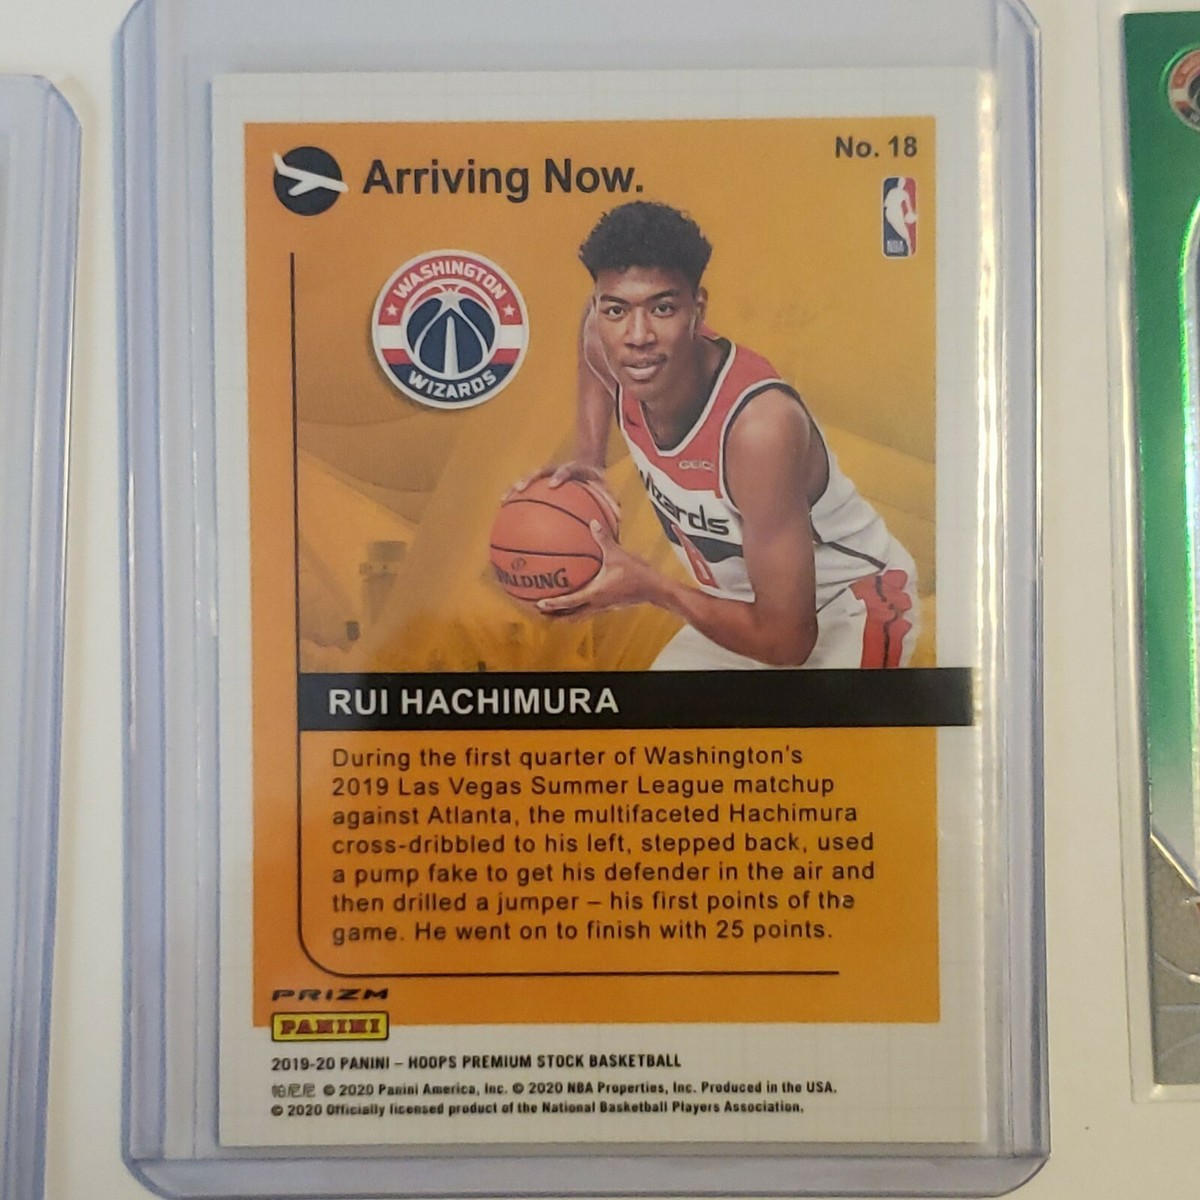 No. 18
Arriving Now.
NBA
WASHINGTON
WIZARDS
GEICO
Wizards
8
SPALDING
RUI HACHIMURA
During the first quarter of Washington's
2019 Las Vegas Summer League matchup
against Atlanta, the multifaceted Hachimura
cross-dribbled to his left, stepped back, used
a pump fake to get his defender in the air and
then drilled a jumper – his first points of the
game. He went on to finish with 25 points.
PRIZM
PANINI
2019-20 PANINI – HOOPS PREMIUM STOCK BASKETBALL
帕尼尼 © 2020 Panini America, Inc. © 2020 NBA Properties, Inc. Produced in the USA.
© 2020 Officially licensed product of the National Basketball Players Association.